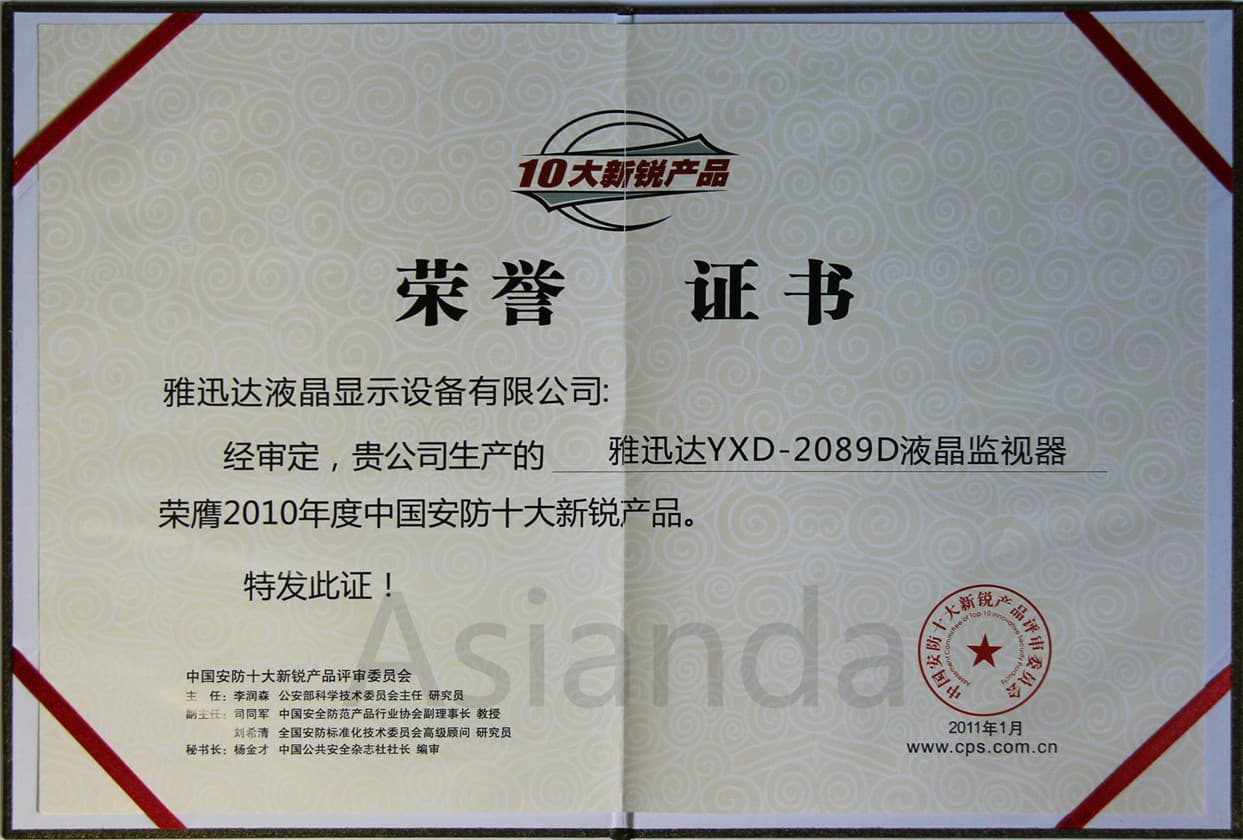 10大新锐产品
荣誉 证书
雅迅达液晶显示设备有限公司:
经审定，贵公司生产的 雅迅达YXD-2089D液晶监视器
荣膺2010年度中国安防十大新锐产品。
特发此证！
Asianda
中国安防十大新锐产品评审委员会
主 任：李润森 公安部科学技术委员会主任 研究员
副主任：司同军 中国安全防范产品行业协会副理事长 教授
刘希清 全国安防标准化技术委员会高级顾问 研究员
秘书长：杨金才 中国公共安全杂志社社长 编审
中国安防十大新锐产品评审委员会
Assessment Committee of Top-10 Innovative Security Products
2011年1月
www.cps.com.cn